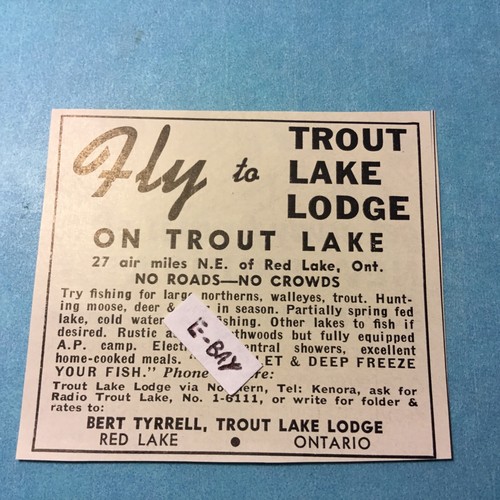 Fly to TROUT
LAKE
LODGE
ON TROUT LAKE
27 air miles N.E. of Red Lake, Ont.
NO ROADS—NO CROWDS
Try fishing for large northerns, walleyes, trout. Hunt-
ing moose, deer & in season. Partially spring fed
lake, cold water fishing. Other lakes to fish if
desired. Rustic northwoods but fully equipped
A.P. camp. central showers, excellent
home-cooked meals. & DEEP FREEZE
YOUR FISH." Phone
Trout Lake Lodge via Northern, Tel: Kenora, ask for
Radio Trout Lake, No. 1-6111, or write for folder &
rates to:
BERT TYRRELL, TROUT LAKE LODGE
RED LAKE • ONTARIO
E-BAY